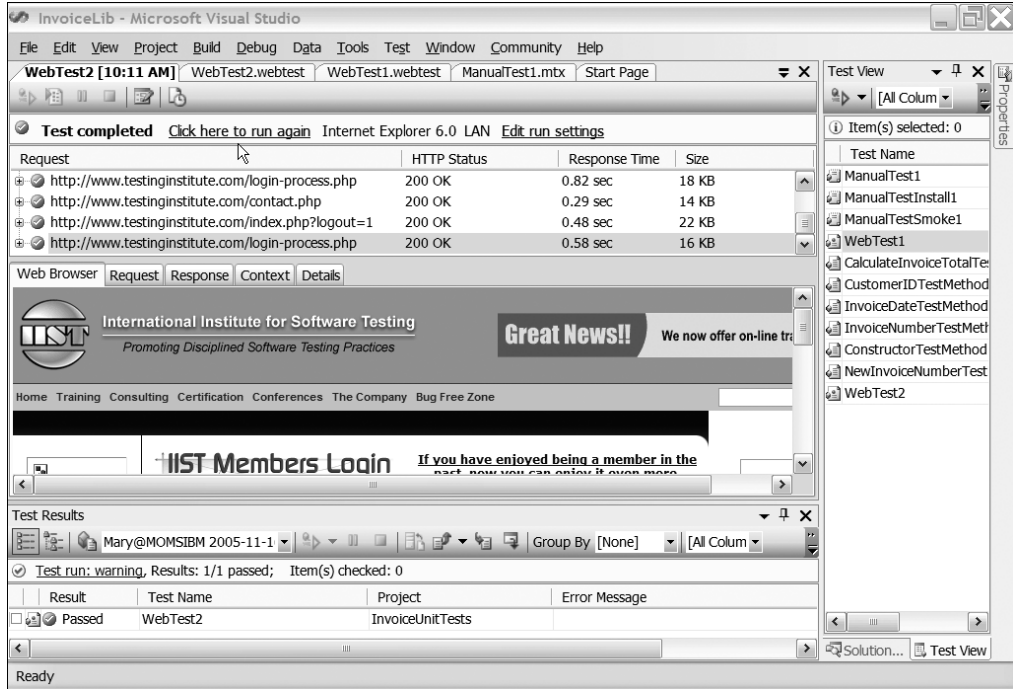 InvoiceLib - Microsoft Visual Studio
File Edit View Project Build Debug Data Tools Test Window Community Help
WebTest2 [10:11 AM] WebTest2.webtest WebTest1.webtest ManualTest1.mtx Start Page
Test completed Click here to run again Internet Explorer 6.0 LAN Edit run settings
Request HTTP Status Response Time Size
http://www.testinginstitute.com/login-process.php 200 OK 0.82 sec 18 KB
http://www.testinginstitute.com/contact.php 200 OK 0.29 sec 14 KB
http://www.testinginstitute.com/index.php?logout=1 200 OK 0.48 sec 22 KB
http://www.testinginstitute.com/login-process.php 200 OK 0.58 sec 16 KB
Web Browser Request Response Context Details
IIST
International Institute for Software Testing
Promoting Disciplined Software Testing Practices
Great News!! We now offer on-line tra
Home Training Consulting Certification Conferences The Company Bug Free Zone
IIST Members Login
If you have enjoyed being a member in the
past, now you can enjoy it even more
Test Results
Mary@MOMSIBM 2005-11-1 Group By [None] [All Colum
Test run: warning, Results: 1/1 passed; Item(s) checked: 0
Result Test Name Project Error Message
Passed WebTest2 InvoiceUnitTests
Ready
Test View
[All Colum
Item(s) selected: 0
Test Name
ManualTest1
ManualTestInstall1
ManualTestSmoke1
WebTest1
CalculateInvoiceTotalTes
CustomerIDTestMethod
InvoiceDateTestMethod
InvoiceNumberTestMeth
ConstructorTestMethod
NewInvoiceNumberTest
WebTest2
Solution... Test View
Properties